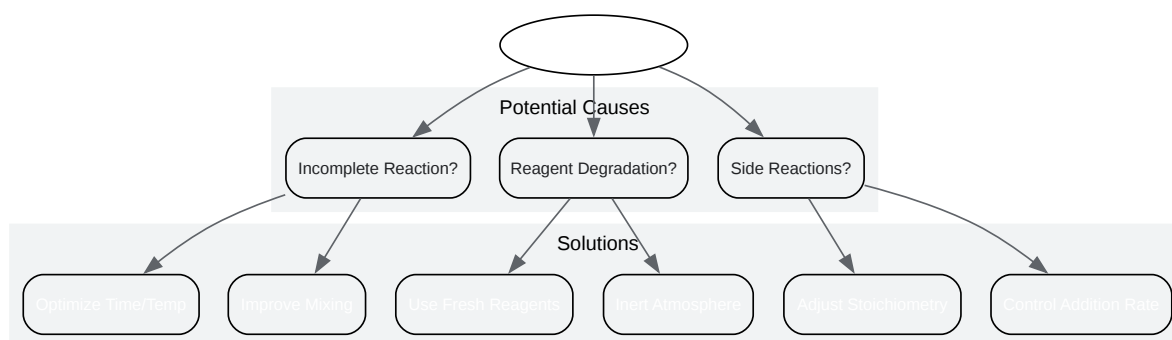 Potential Causes
Incomplete Reaction?
Reagent Degradation?
Side Reactions?
Solutions
Optimize Time/Temp
Improve Mixing
Use Fresh Reagents
Inert Atmosphere
Adjust Stoichiometry
Control Addition Rate